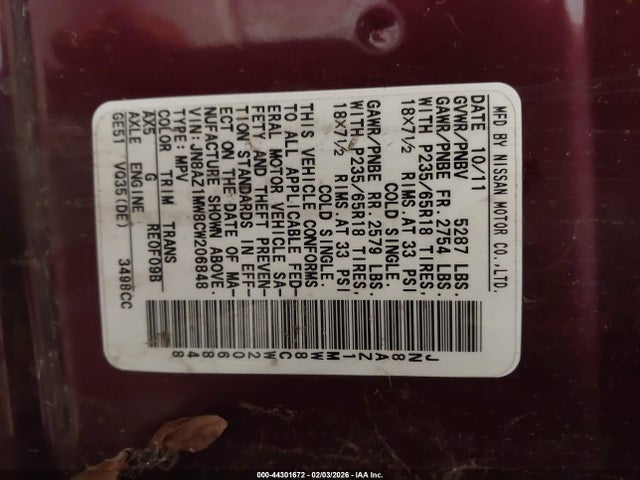 MFD BY NISSAN MOTOR CO.,LTD.
DATE 10/11
GVWR/PNBV 5287 LBS.
GAWR/PNBE FR. 2754 LBS.
WITH P235/65R18 TIRES,
18X7½ RIMS.AT 33 PSI
COLD SINGLE.
GAWR/PNBE RR. 2579 LBS.
WITH P235/65R18 TIRES,
18X7½ RIMS.AT 33 PSI
COLD SINGLE.
THIS VEHICLE CONFORMS
TO ALL APPLICABLE FED-
ERAL MOTOR VEHICLE SA-
FETY AND THEFT PREVEN-
TION STANDARDS IN EFF-
ECT ON THE DATE OF MA-
NUFACTURE SHOWN ABOVE.
VIN: JN8AZ1MW8CW206848
TYPE: MPV
COLOR TRIM TRANS
AX5 G RE0F09B
AXLE ENGINE
GE51 VQ35(DE) 3498CC
JN8AZ1MW8CW206848
000-44301672 - 02/03/2026 - IAA Inc.